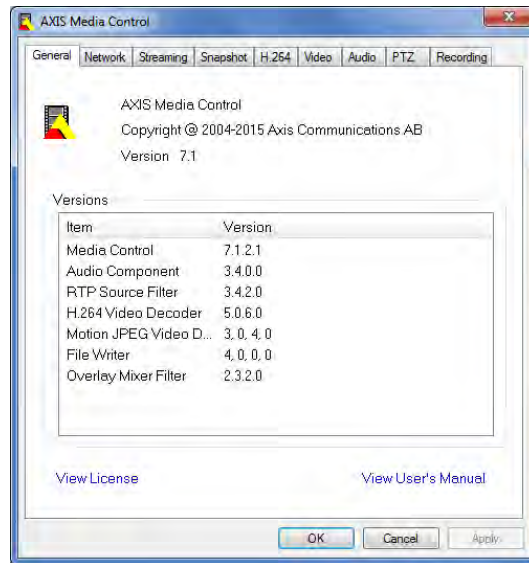 AXIS Media Control
General Network Streaming Snapshot H.264 Video Audio PTZ Recording
AXIS Media Control
Copyright @ 2004-2015 Axis Communications AB
Version 7.1
Versions
Item Version
Media Control 7.1.2.1
Audio Component 3.4.0.0
RTP Source Filter 3.4.2.0
H.264 Video Decoder 5.0.6.0
Motion JPEG Video D... 3, 0, 4, 0
File Writer 4, 0, 0, 0
Overlay Mixer Filter 2.3.2.0
View License View User's Manual
OK Cancel Apply